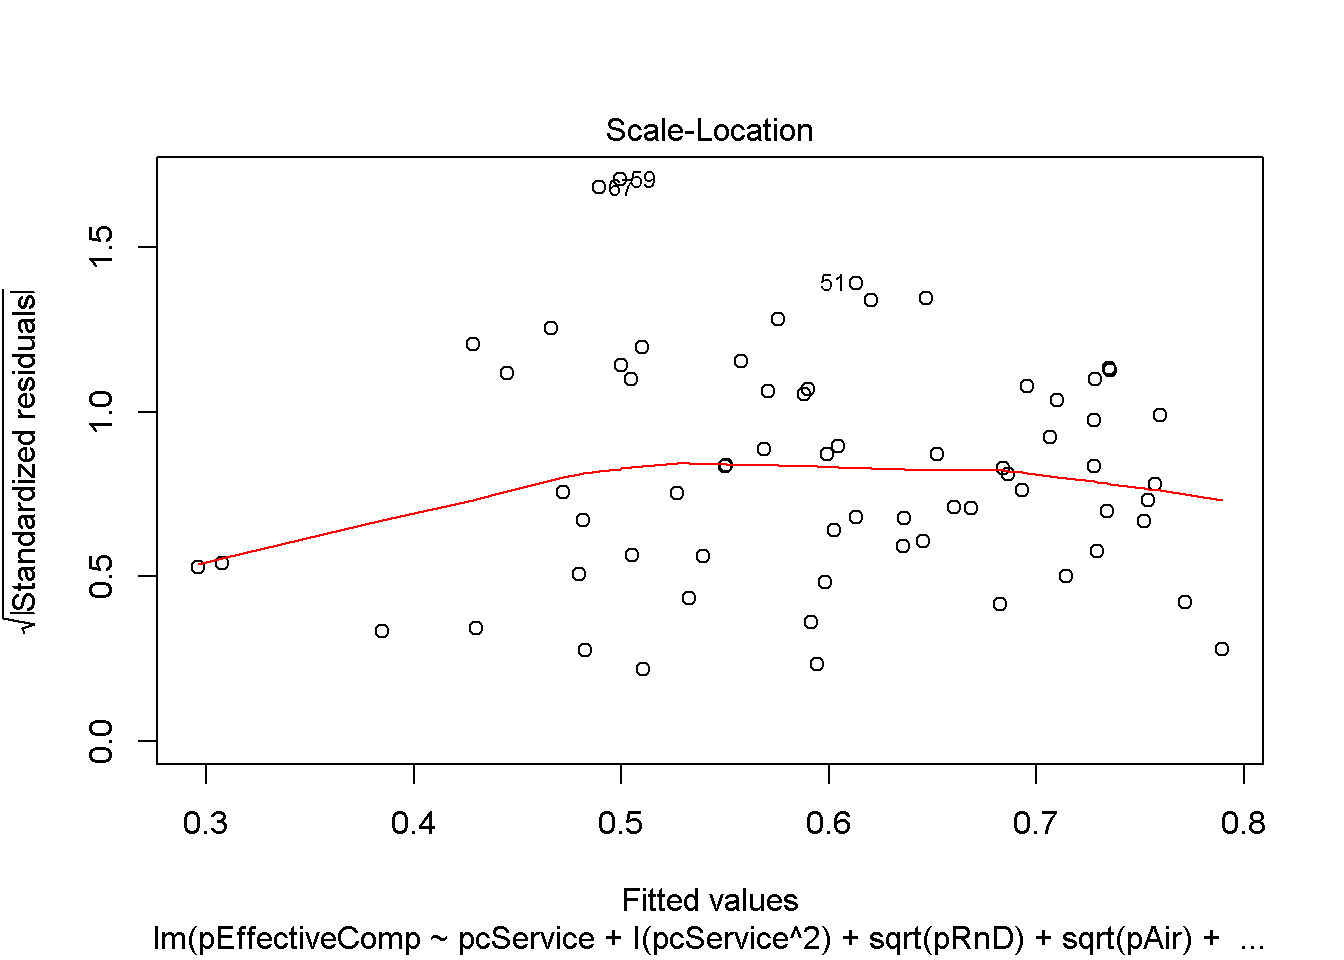 Scale-Location
√|Standardized residuals|
0.0
0.5
1.0
1.5
67
59
51
0.3 0.4 0.5 0.6 0.7 0.8
Fitted values
lm(pEffectiveComp ~ pcService + I(pcService^2) + sqrt(pRnD) + sqrt(pAir) + ...